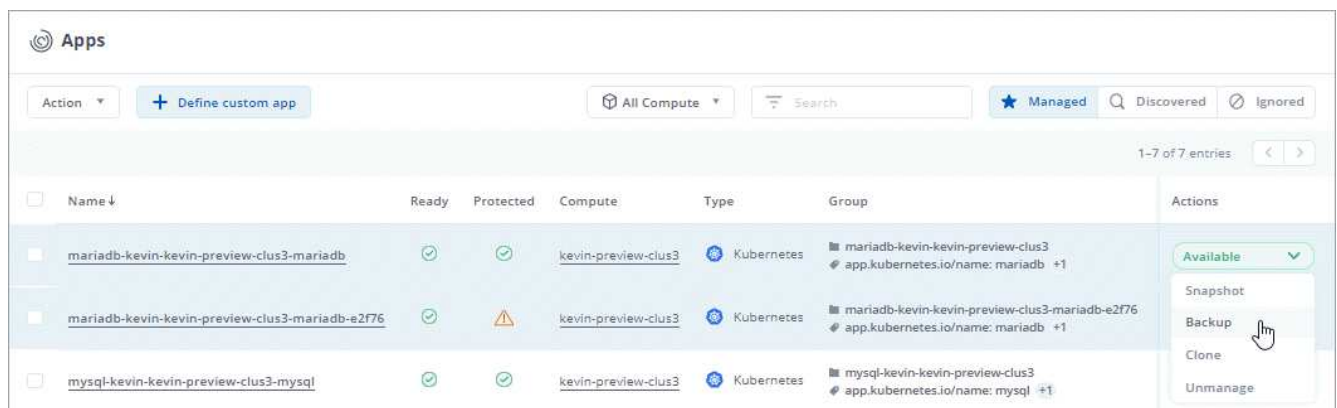 Apps
Action + Define custom app All Compute Search Managed Discovered Ignored
1–7 of 7 entries < >
Name↓ Ready Protected Compute Type Group Actions
mariadb-kevin-kevin-preview-clus3-mariadb kevin-preview-clus3 Kubernetes mariadb-kevin-kevin-preview-clus3 Available
app.kubernetes.io/name: mariadb +1
Snapshot
mariadb-kevin-kevin-preview-clus3-mariadb-e2f76 kevin-preview-clus3 Kubernetes mariadb-kevin-kevin-preview-clus3-mariadb-e2f76
app.kubernetes.io/name: mariadb +1
Backup
Clone
mysql-kevin-kevin-preview-clus3-mysql kevin-preview-clus3 Kubernetes mysql-kevin-kevin-preview-clus3
app.kubernetes.io/name: mysql +1
Unmanage